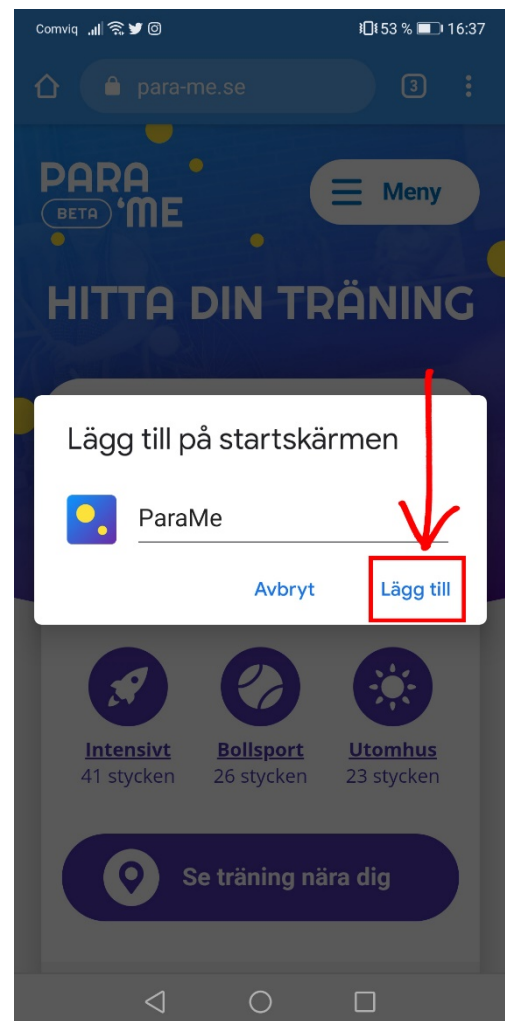 Comviq 53 % 16:37
para-me.se 3
PARA
BETA 'ME
Meny
HITTA DIN TRÄNING
Lägg till på startskärmen
ParaMe
Avbryt Lägg till
Intensivt Bollsport Utomhus
41 stycken 26 stycken 23 stycken
Se träning nära dig